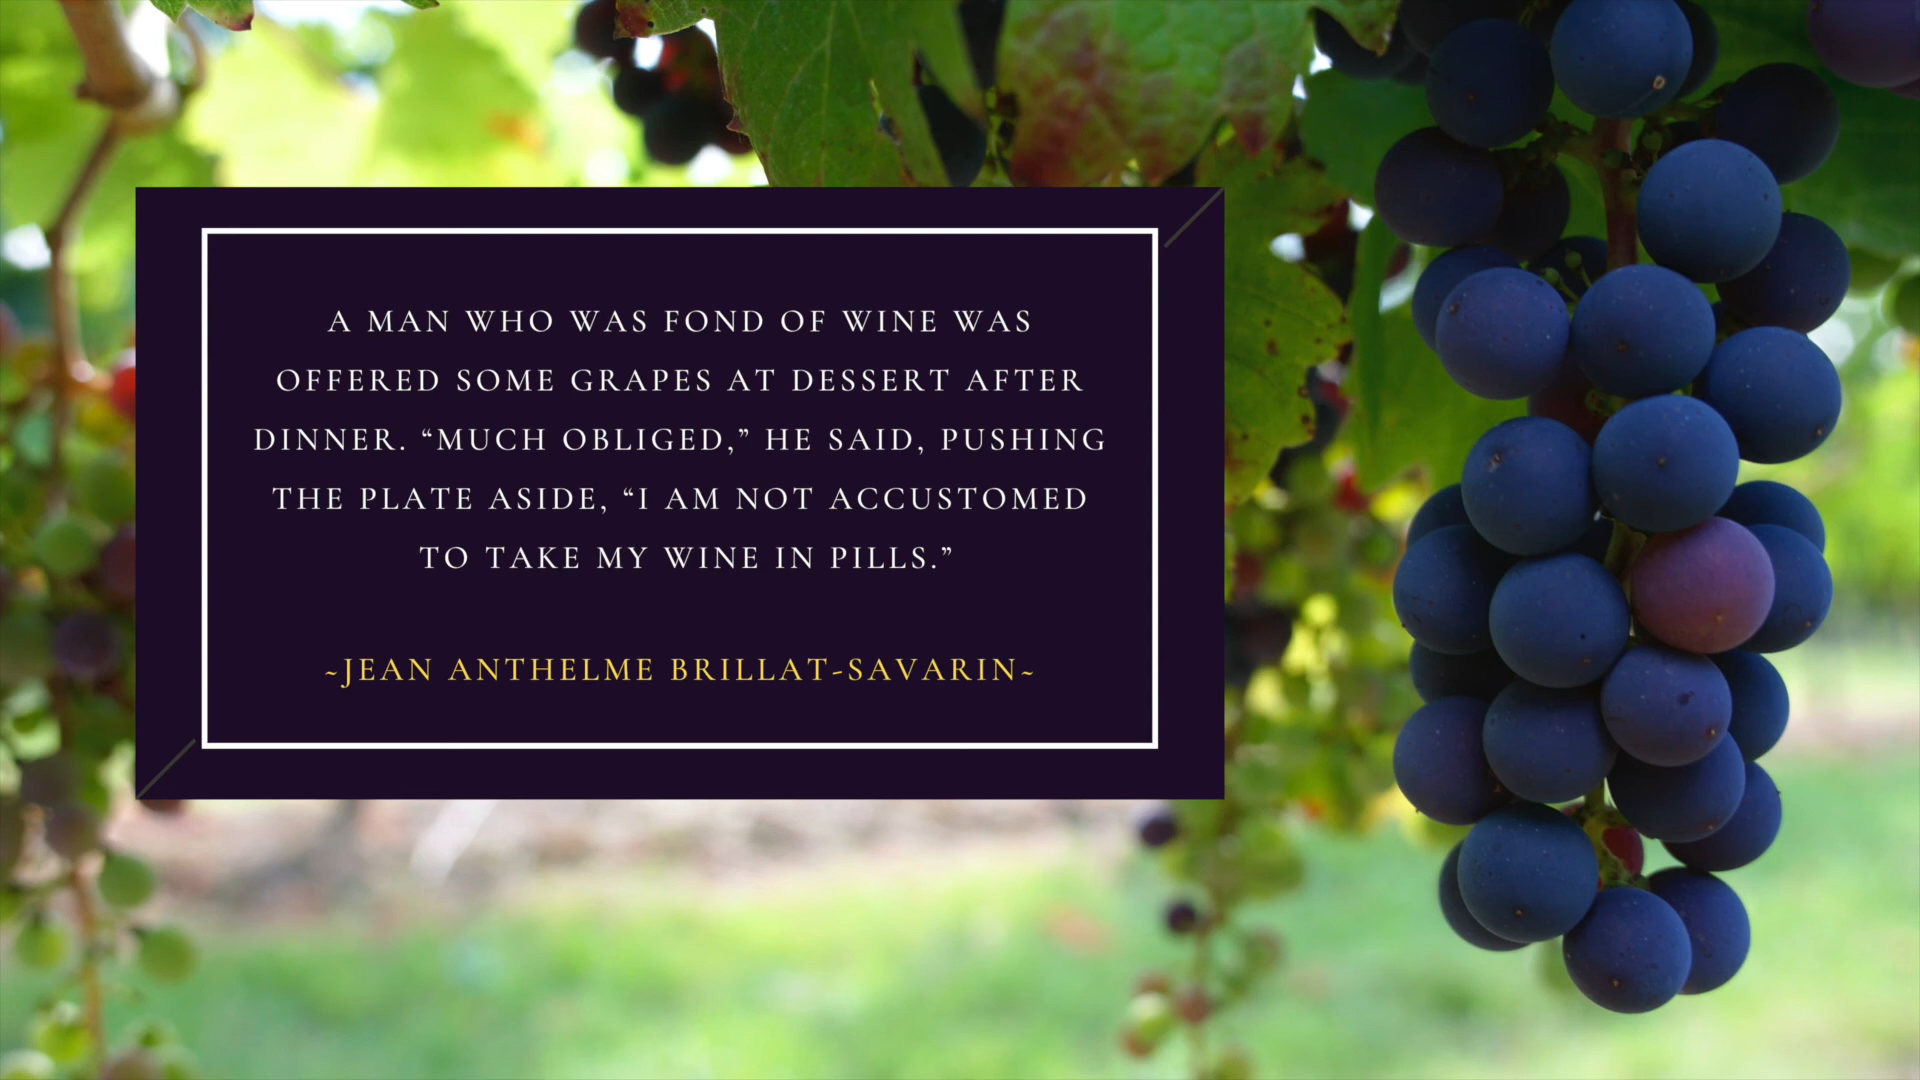 A MAN WHO WAS FOND OF WINE WAS
OFFERED SOME GRAPES AT DESSERT AFTER
DINNER. “MUCH OBLIGED,” HE SAID, PUSHING
THE PLATE ASIDE, “I AM NOT ACCUSTOMED
TO TAKE MY WINE IN PILLS.”
~JEAN ANTHELME BRILLAT-SAVARIN~